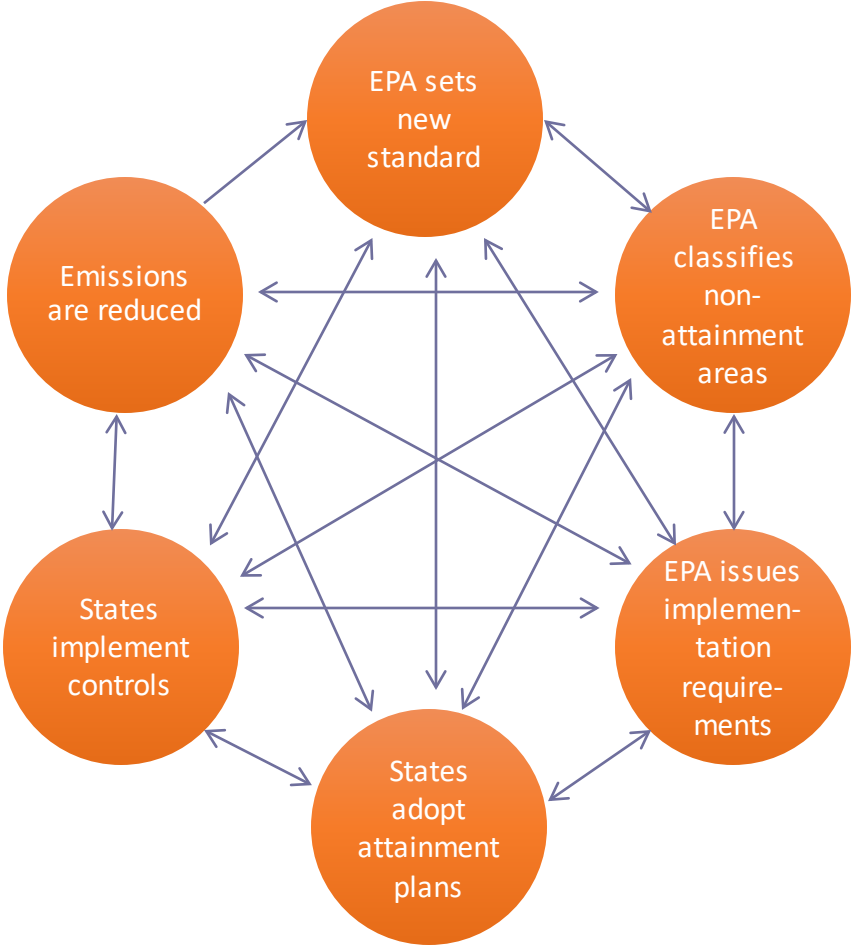 EPA sets
new
standard
EPA
classifies
non-
attainment
areas
EPA issues
implemen-
tation
require-
ments
States
adopt
attainment
plans
States
implement
controls
Emissions
are reduced